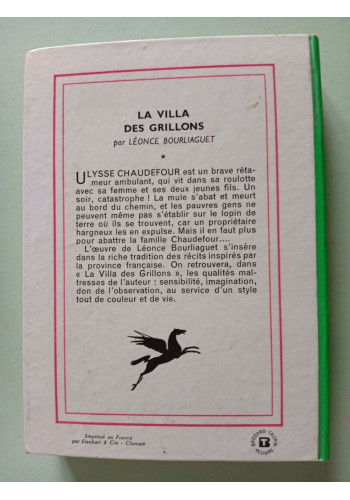 LA VILLA
DES GRILLONS
par LÉONCE BOURLIAGUET
ULYSSE CHAUDEFOUR est un brave réta-
meur ambulant, qui vit dans sa roulotte
avec sa femme et ses deux jeunes fils. Un
soir, catastrophe ! La mule s'abat et meurt
au bord du chemin, et les pauvres gens ne
peuvent même pas s'établir sur le lopin de
terre où ils se trouvent, car un propriétaire
hargneux les en expulse. Mais il en faut plus
pour abattre la famille Chaudefour....
L'œuvre de Léonce Bourliaguet s'insère
dans la riche tradition des récits inspirés par
la province française. On retrouvera, dans
« La Villa des Grillons », les qualités maî-
tresses de l'auteur : sensibilité, imagination,
don de l'observation, au service d'un style
tout de couleur et de vie.
Imprimé en France
par Flenhart & Cie - Clamart
BRODARD-TAUPIN
RELIURE